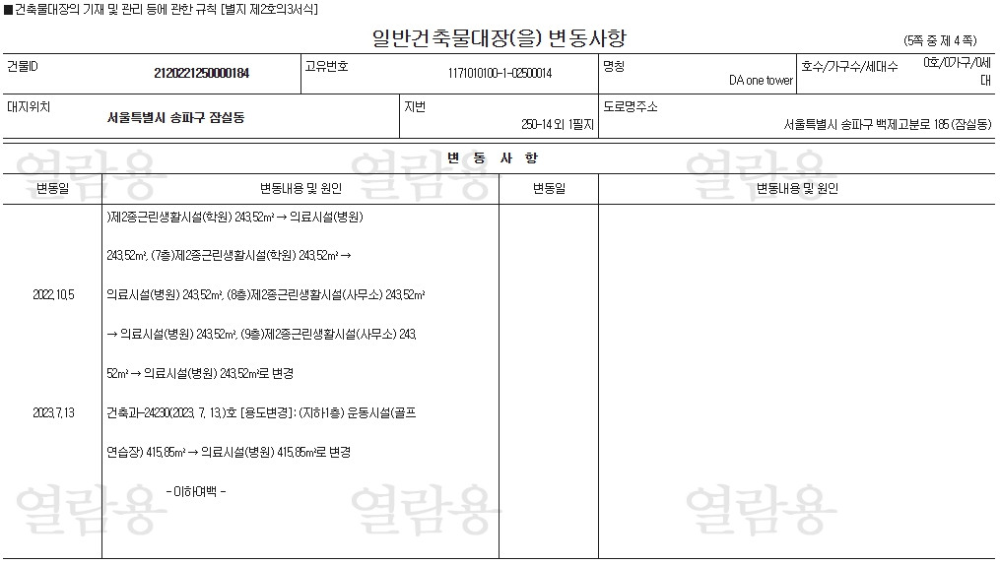 ■건축물대장의 기재 및 관리 등에 관한 규칙 [별지 제2호의3서식]
일반건축물대장(을) 변동사항
(5쪽 중 제 4 쪽)
건물ID
2120221250000184
고유번호
1171010100-1-02500014
명칭
DA one tower
호수/가구수/세대수
0호/0가구/0세
대
대지위치
서울특별시 송파구 잠실동
지번
250-14 외 1필지
도로명주소
서울특별시 송파구 백제고분로 185 (잠실동)
변 동 사 항
변동일 변동내용 및 원인 변동일 변동내용 및 원인
)제2종근린생활시설(학원) 243.52㎡ → 의료시설(병원)
243.52㎡, (7층)제2종근린생활시설(학원) 243.52㎡ →
2022.10.5 의료시설(병원) 243.52㎡, (8층)제2종근린생활시설(사무소) 243.52㎡
→ 의료시설(병원) 243.52㎡, (9층)제2종근린생활시설(사무소) 243.
52㎡ → 의료시설(병원) 243.52㎡로 변경
2023.7.13 건축과-24230(2023. 7. 13.)호 [용도변경] : (지하1층) 운동시설(골프
연습장) 415.85㎡ → 의료시설(병원) 415.85㎡로 변경
- 이하여백 -
열람용 열람용 열람용
열람용 열람용 열람용